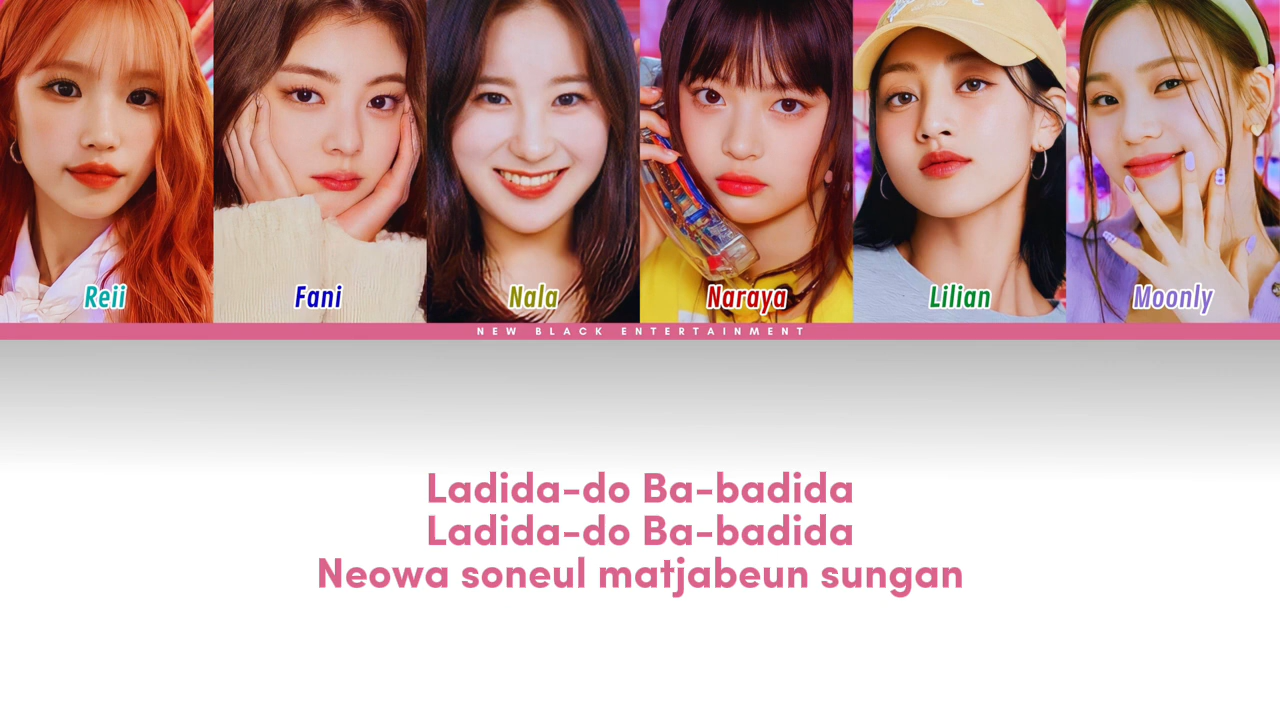 Reii
Fani
Nala
Naraya
Lilian
Moonly
NEW BLACK ENTERTAINMENT
Ladida-do Ba-badida
Ladida-do Ba-badida
Neowa soneul matjabeun sungan